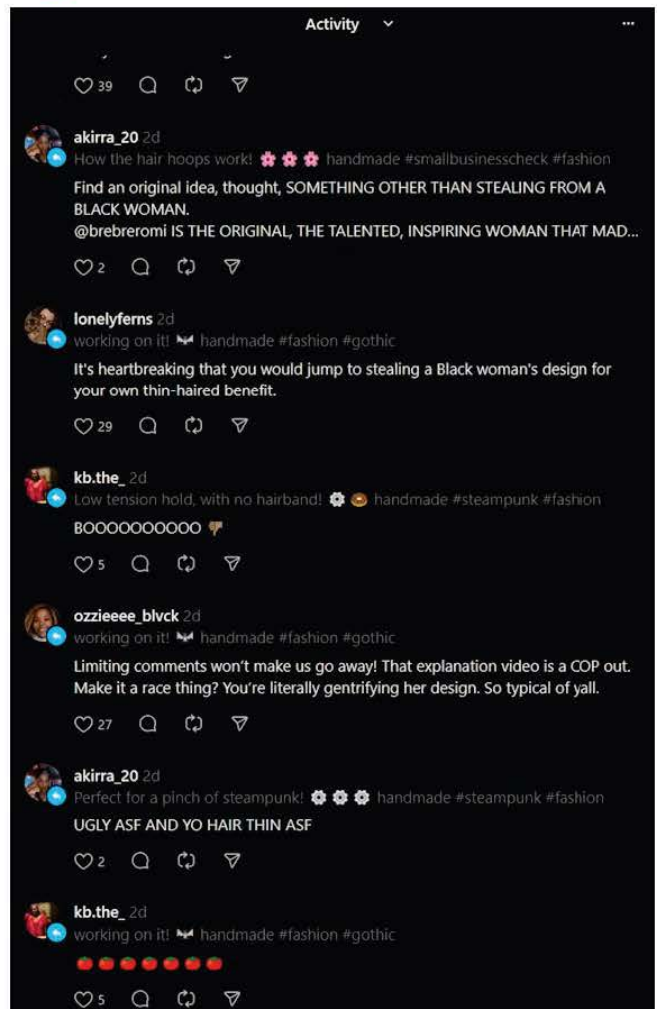 Activity
39
akirra_20 2d
How the hair hoops work! 🌸 🌸 🌸 handmade #smallbusinesscheck #fashion
Find an original idea, thought, SOMETHING OTHER THAN STEALING FROM A
BLACK WOMAN.
@brebreromi IS THE ORIGINAL, THE TALENTED, INSPIRING WOMAN THAT MAD...
2
lonelyferns 2d
working on it! 🦇 handmade #fashion #gothic
It's heartbreaking that you would jump to stealing a Black woman's design for
your own thin-haired benefit.
29
kb.the_ 2d
Low tension hold, with no hairband! ⚙️ 🍩 handmade #steampunk #fashion
BOOOOOOOOOO 👎🏾
5
ozzieeee_blvck 2d
working on it! 🦇 handmade #fashion #gothic
Limiting comments won't make us go away! That explanation video is a COP out.
Make it a race thing? You're literally gentrifying her design. So typical of yall.
27
akirra_20 2d
Perfect for a pinch of steampunk! ⚙️ ⚙️ ⚙️ handmade #steampunk #fashion
UGLY ASF AND YO HAIR THIN ASF
2
kb.the_ 2d
working on it! 🦇 handmade #fashion #gothic
🍅🍅🍅🍅🍅🍅🍅
5